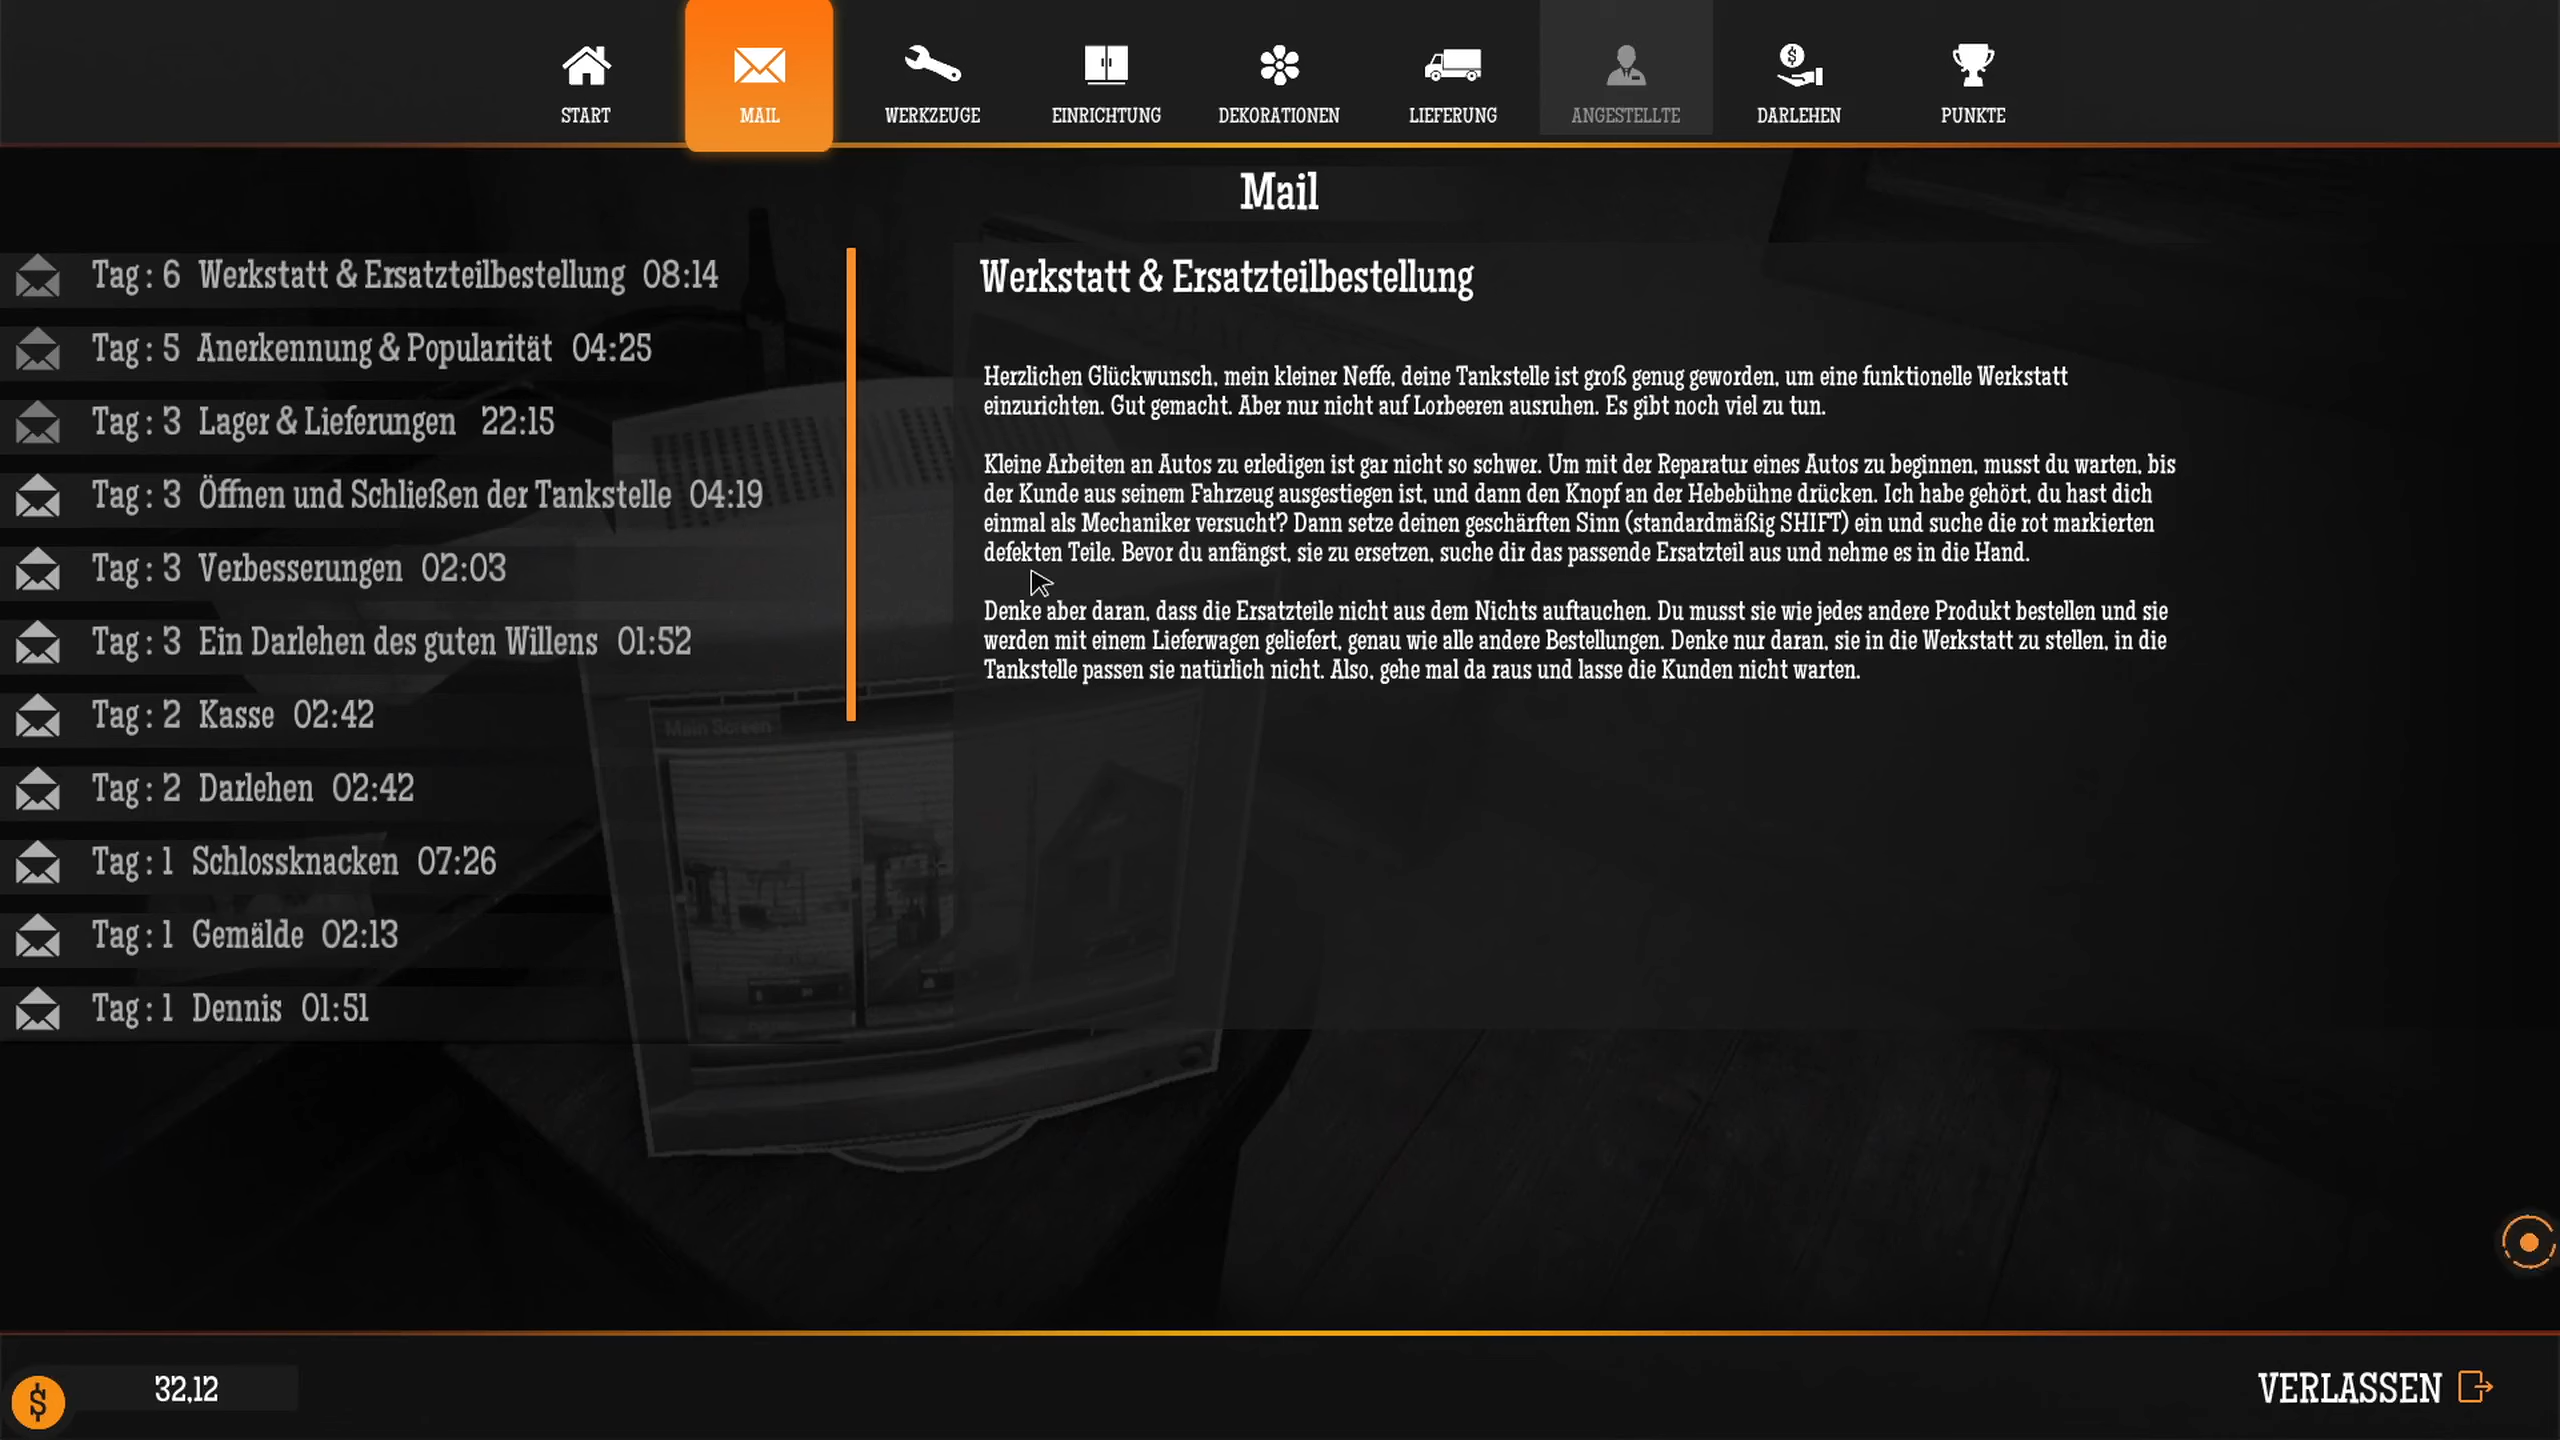 START
MAIL
WERKZEUGE
EINRICHTUNG
DEKORATIONEN
LIEFERUNG
ANGESTELLTE
DARLEHEN
PUNKTE
Mail
Tag : 6 Werkstatt & Ersatzteilbestellung 08:14
Tag : 5 Anerkennung & Popularität 04:25
Tag : 3 Lager & Lieferungen 22:15
Tag : 3 Öffnen und Schließen der Tankstelle 04:19
Tag : 3 Verbesserungen 02:03
Tag : 3 Ein Darlehen des guten Willens 01:52
Tag : 2 Kasse 02:42
Tag : 2 Darlehen 02:42
Tag : 1 Schlossknacken 07:26
Tag : 1 Gemälde 02:13
Tag : 1 Dennis 01:51
Werkstatt & Ersatzteilbestellung
Herzlichen Glückwunsch, mein kleiner Neffe, deine Tankstelle ist groß genug geworden, um eine funktionelle Werkstatt
einzurichten. Gut gemacht. Aber nur nicht auf Lorbeeren ausruhen. Es gibt noch viel zu tun.
Kleine Arbeiten an Autos zu erledigen ist gar nicht so schwer. Um mit der Reparatur eines Autos zu beginnen, musst du warten, bis
der Kunde aus seinem Fahrzeug ausgestiegen ist, und dann den Knopf an der Hebebühne drücken. Ich habe gehört, du hast dich
einmal als Mechaniker versucht? Dann setze deinen geschärften Sinn (standardmäßig SHIFT) ein und suche die rot markierten
defekten Teile. Bevor du anfängst, sie zu ersetzen, suche dir das passende Ersatzteil aus und nehme es in die Hand.
Denke aber daran, dass die Ersatzteile nicht aus dem Nichts auftauchen. Du musst sie wie jedes andere Produkt bestellen und sie
werden mit einem Lieferwagen geliefert, genau wie alle andere Bestellungen. Denke nur daran, sie in die Werkstatt zu stellen, in die
Tankstelle passen sie natürlich nicht. Also, gehe mal da raus und lasse die Kunden nicht warten.
Main Screen
32,12
VERLASSEN